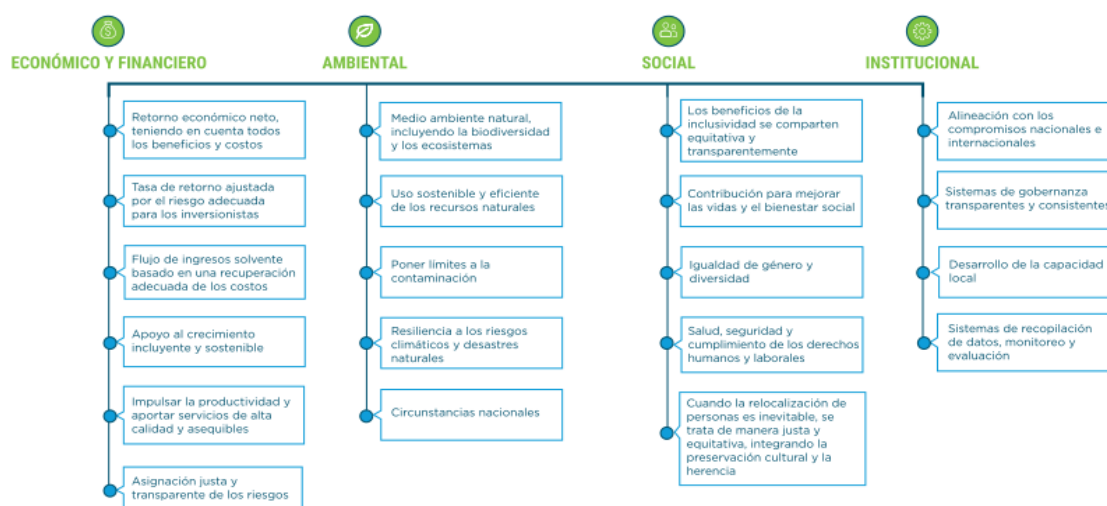 ECONÓMICO Y FINANCIERO
Retorno económico neto,
teniendo en cuenta todos
los beneficios y costos
Tasa de retorno ajustada
por el riesgo adecuada
para los inversionistas
Flujo de ingresos solvente
basado en una recuperación
adecuada de los costos
Apoyo al crecimiento
incluyente y sostenible
Impulsar la productividad y
aportar servicios de alta
calidad y asequibles
Asignación justa y
transparente de los riesgos
AMBIENTAL
Medio ambiente natural,
incluyendo la biodiversidad
y los ecosistemas
Uso sostenible y eficiente
de los recursos naturales
Poner límites a la
contaminación
Resiliencia a los riesgos
climáticos y desastres
naturales
Circunstancias nacionales
SOCIAL
Los beneficios de la
inclusividad se comparten
equitativa y
transparentemente
Contribución para mejorar
las vidas y el bienestar social
Igualdad de género y
diversidad
Salud, seguridad y
cumplimiento de los derechos
humanos y laborales
Cuando la relocalización de
personas es inevitable, se
trata de manera justa y
equitativa, integrando la
preservación cultural y la
herencia
INSTITUCIONAL
Alineación con los
compromisos nacionales e
internacionales
Sistemas de gobernanza
transparentes y consistentes
Desarrollo de la capacidad
local
Sistemas de recopilación
de datos, monitoreo y
evaluación